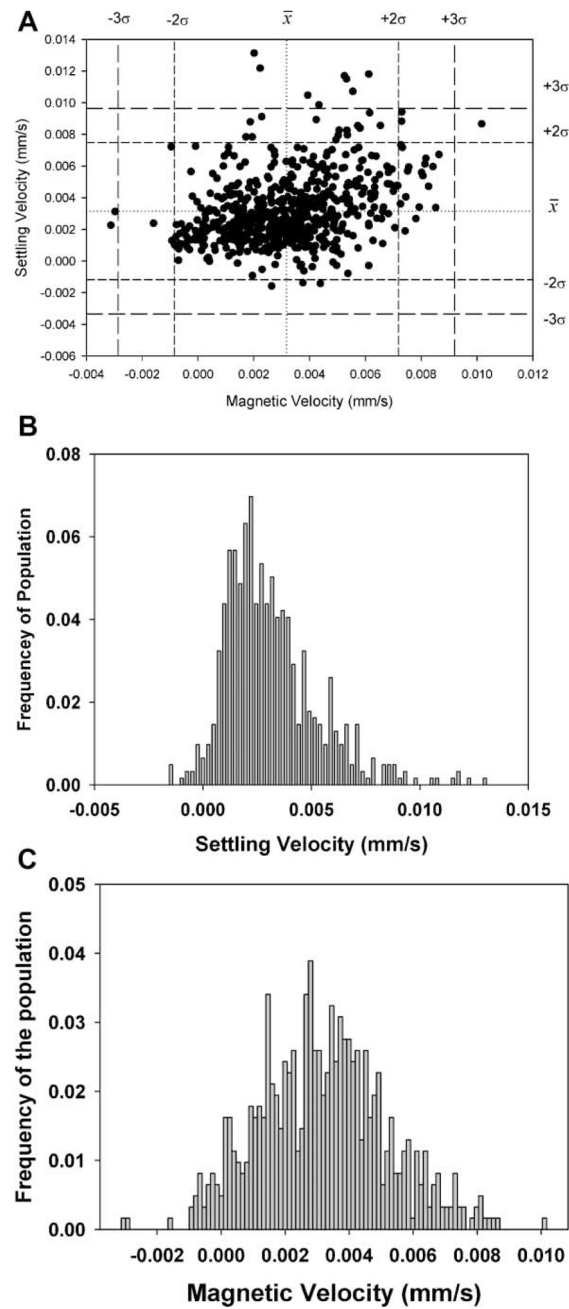 A
-3σ -2σ x̅ +2σ +3σ
0.014
0.012
0.010
0.008
0.006
0.004
0.002
0.000
-0.002
-0.004
-0.006
Settling Velocity (mm/s)
+3σ
+2σ
x̅
-2σ
-3σ
-0.004 -0.002 0.000 0.002 0.004 0.006 0.008 0.010 0.012
Magnetic Velocity (mm/s)
B
0.08
0.06
0.04
0.02
0.00
Frequencey of Population
-0.005 0.000 0.005 0.010 0.015
Settling Velocity (mm/s)
C
0.05
0.04
0.03
0.02
0.01
0.00
Frequency of the population
-0.002 0.000 0.002 0.004 0.006 0.008 0.010
Magnetic Velocity (mm/s)